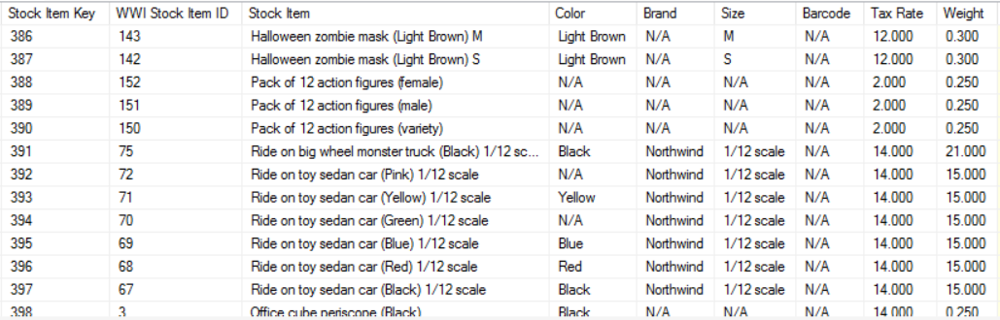 Stock Item Key WWI Stock Item ID Stock Item Color Brand Size Barcode Tax Rate Weight
386 143 Halloween zombie mask (Light Brown) M Light Brown N/A M N/A 12.000 0.300
387 142 Halloween zombie mask (Light Brown) S Light Brown N/A S N/A 12.000 0.300
388 152 Pack of 12 action figures (female) N/A N/A N/A N/A 2.000 0.250
389 151 Pack of 12 action figures (male) N/A N/A N/A N/A 2.000 0.250
390 150 Pack of 12 action figures (variety) N/A N/A N/A N/A 2.000 0.250
391 75 Ride on big wheel monster truck (Black) 1/12 sc... Black Northwind 1/12 scale N/A 14.000 21.000
392 72 Ride on toy sedan car (Pink) 1/12 scale N/A Northwind 1/12 scale N/A 14.000 15.000
393 71 Ride on toy sedan car (Yellow) 1/12 scale Yellow Northwind 1/12 scale N/A 14.000 15.000
394 70 Ride on toy sedan car (Green) 1/12 scale N/A Northwind 1/12 scale N/A 14.000 15.000
395 69 Ride on toy sedan car (Blue) 1/12 scale Blue Northwind 1/12 scale N/A 14.000 15.000
396 68 Ride on toy sedan car (Red) 1/12 scale Red Northwind 1/12 scale N/A 14.000 15.000
397 67 Ride on toy sedan car (Black) 1/12 scale Black Northwind 1/12 scale N/A 14.000 15.000
398 3 Office cube periscope (Black) Black N/A N/A N/A 14.000 0.250